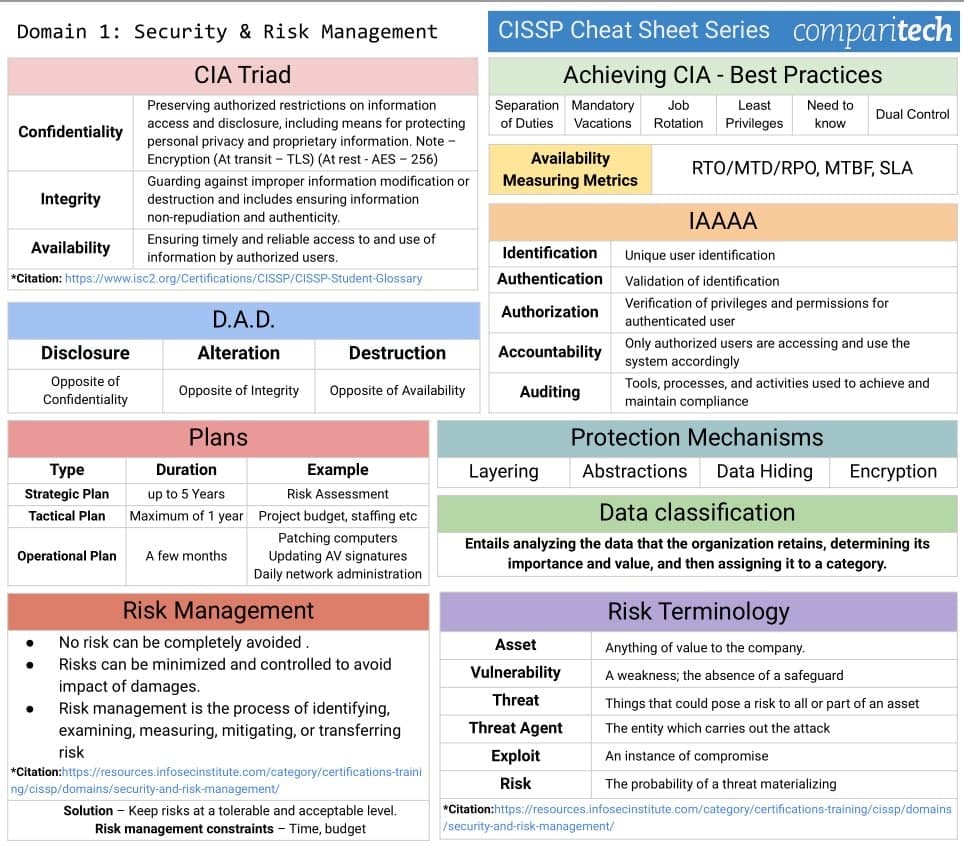 Domain 1: Security & Risk Management
CISSP Cheat Sheet Series comparitech
CIA Triad
Confidentiality
Preserving authorized restrictions on information
access and disclosure, including means for protecting
personal privacy and proprietary information. Note –
Encryption (At transit – TLS) (At rest - AES – 256)
Integrity
Guarding against improper information modification or
destruction and includes ensuring information
non-repudiation and authenticity.
Availability
Ensuring timely and reliable access to and use of
information by authorized users.
*Citation: https://www.isc2.org/Certifications/CISSP/CISSP-Student-Glossary
D.A.D.
Disclosure Alteration Destruction
Opposite of
Confidentiality
Opposite of Integrity
Opposite of Availability
Achieving CIA - Best Practices
Separation
of Duties
Mandatory
Vacations
Job
Rotation
Least
Privileges
Need to
know
Dual Control
Availability
Measuring Metrics
RTO/MTD/RPO, MTBF, SLA
IAAAA
Identification Unique user identification
Authentication Validation of identification
Authorization
Verification of privileges and permissions for
authenticated user
Accountability
Only authorized users are accessing and use the
system accordingly
Auditing
Tools, processes, and activities used to achieve and
maintain compliance
Plans
Type Duration Example
Strategic Plan up to 5 Years Risk Assessment
Tactical Plan Maximum of 1 year Project budget, staffing etc
Operational Plan A few months
Patching computers
Updating AV signatures
Daily network administration
Protection Mechanisms
Layering Abstractions Data Hiding Encryption
Data classification
Entails analyzing the data that the organization retains, determining its
importance and value, and then assigning it to a category.
Risk Management
● No risk can be completely avoided .
● Risks can be minimized and controlled to avoid
impact of damages.
● Risk management is the process of identifying,
examining, measuring, mitigating, or transferring
risk
*Citation:https://resources.infosecinstitute.com/category/certifications-traini
ng/cissp/domains/security-and-risk-management/
Solution – Keep risks at a tolerable and acceptable level.
Risk management constraints – Time, budget
Risk Terminology
Asset Anything of value to the company.
Vulnerability A weakness; the absence of a safeguard
Threat Things that could pose a risk to all or part of an asset
Threat Agent The entity which carries out the attack
Exploit An instance of compromise
Risk The probability of a threat materializing
*Citation:https://resources.infosecinstitute.com/category/certifications-training/cissp/domains
/security-and-risk-management/